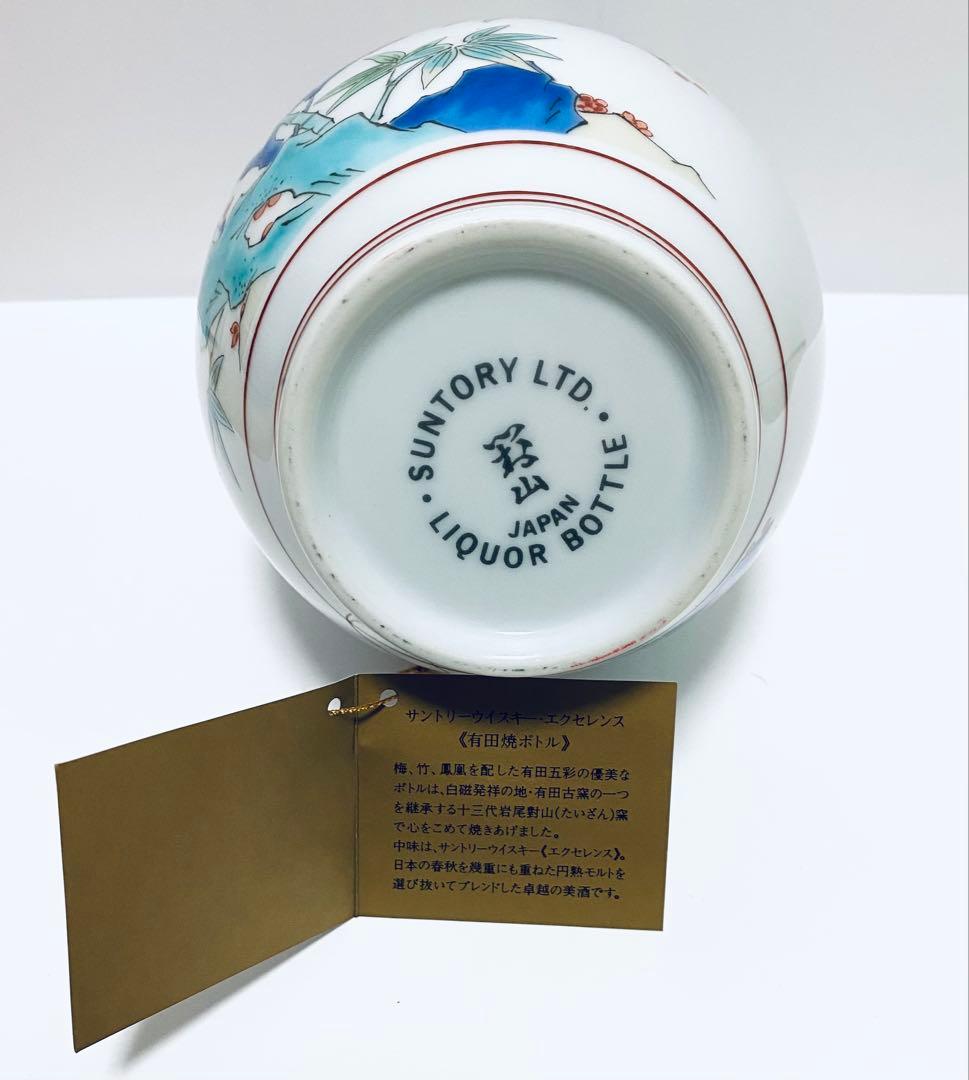 SUNTORY LTD.
對山
JAPAN
LIQUOR BOTTLE
サントリーウイスキー・エクセレンス
《有田焼ボトル》
梅、竹、鳳凰を配した有田五彩の優美な
ボトルは、白磁発祥の地・有田古窯の一つ
を継承する十三代岩尾對山(たいざん)窯
で心をこめて焼きあげました。
中味は、サントリーウイスキー《エクセレンス》。
日本の春秋を幾重にも重ねた円熟モルトを
選び抜いてブレンドした卓越の美酒です。